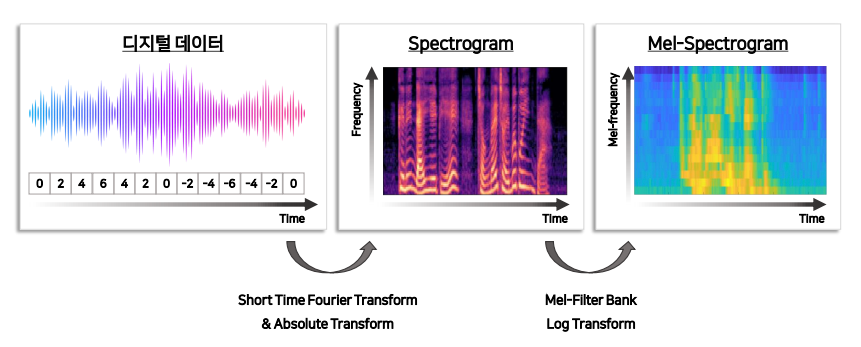 디지털 데이터
0 2 4 6 4 2 0 -2 -4 -6 -4 -2 0
Time
Spectrogram
Frequency
Time
Mel-Spectrogram
Mel-frequency
Time
Short Time Fourier Transform
& Absolute Transform
Mel-Filter Bank
Log Transform